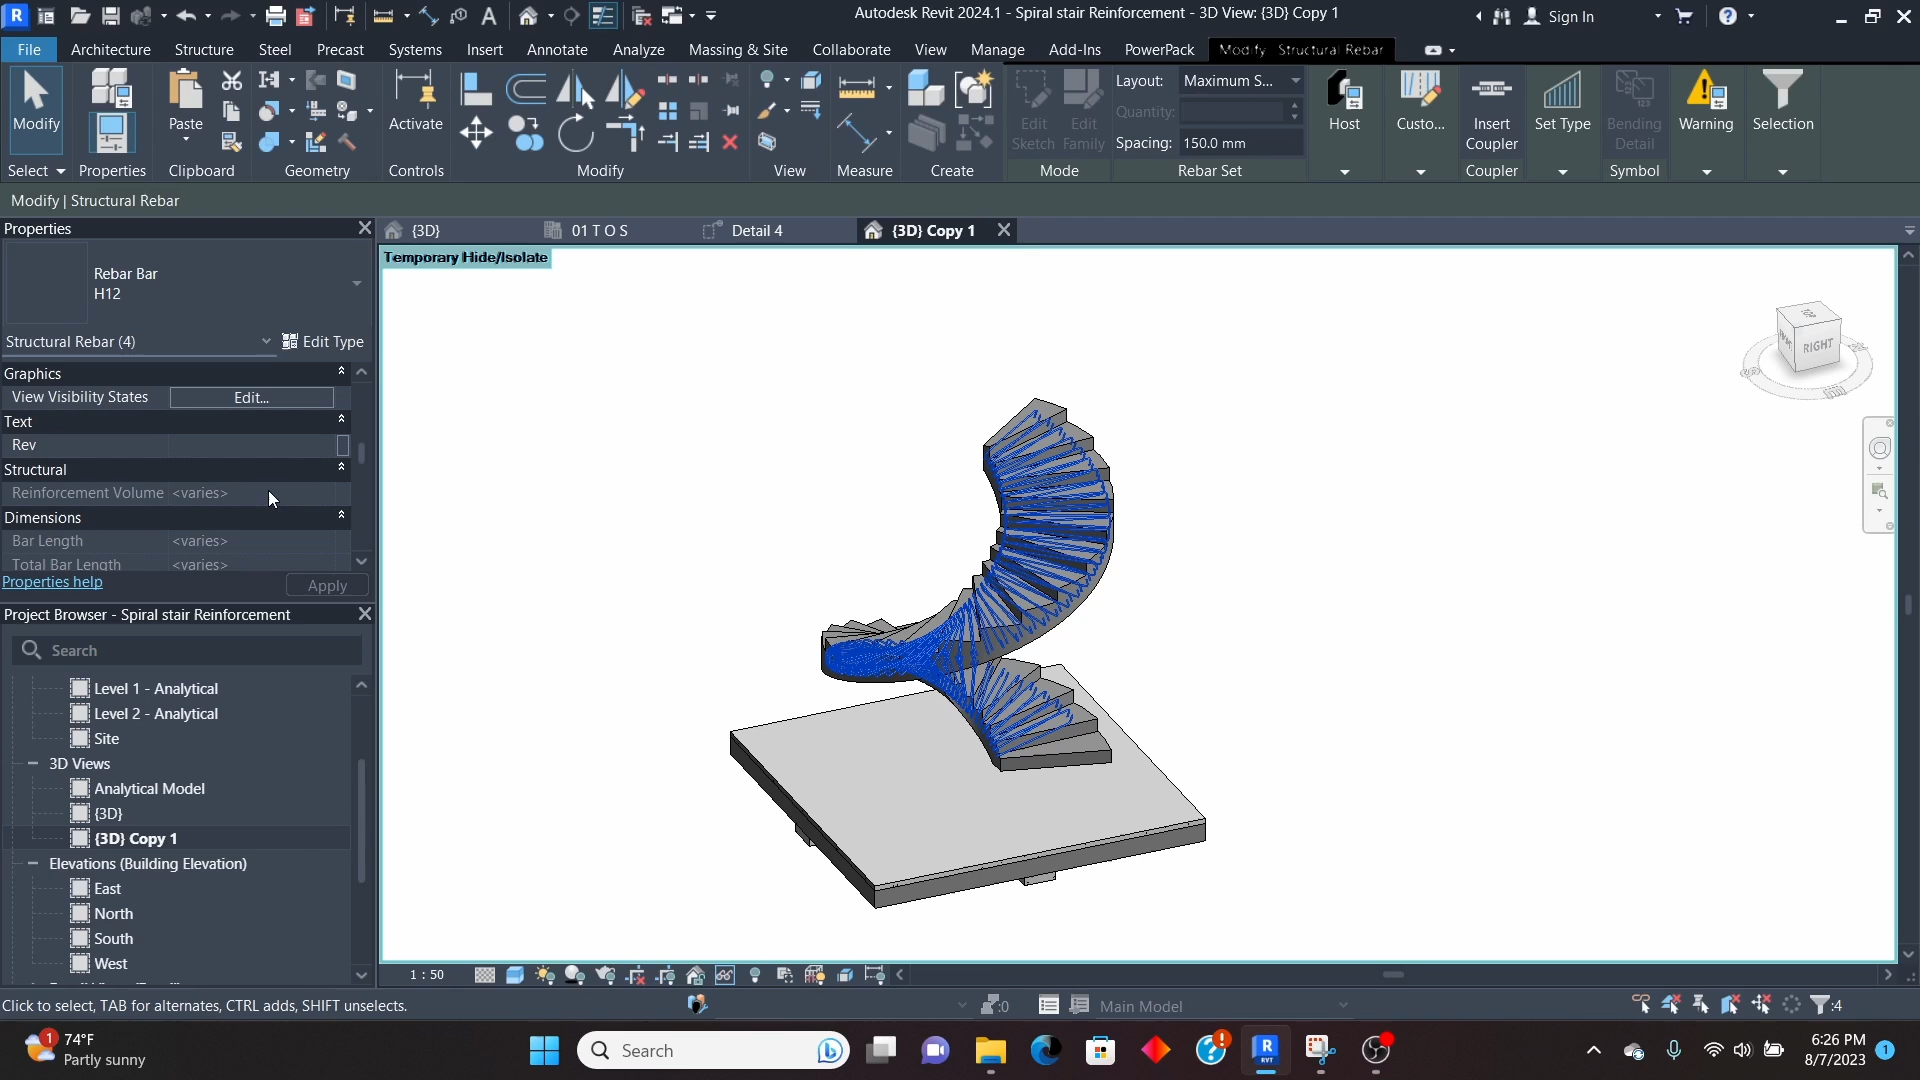 Autodesk Revit 2024.1 - Spiral stair Reinforcement - 3D View: {3D} Copy 1
Sign In
File Architecture Structure Steel Precast Systems Insert Annotate Analyze Massing & Site Collaborate View Manage Add-Ins PowerPack Modify | Structural Rebar
Layout: Maximum S...
Quantity:
Spacing: 150.0 mm
Modify
Paste
Activate
Edit Sketch
Edit Family
Host
Custo...
Insert Coupler
Set Type
Bending Detail
Warning
Selection
Select Properties Clipboard Geometry Controls Modify View Measure Create Mode Rebar Set Coupler Symbol
Modify | Structural Rebar
Properties
{3D}
01 T O S
Detail 4
{3D} Copy 1
Temporary Hide/Isolate
Rebar Bar
H12
Structural Rebar (4)
Edit Type
Graphics
View Visibility States Edit...
Text
Rev
Structural
Reinforcement Volume <varies>
Dimensions
Bar Length <varies>
Total Bar Length <varies>
Properties help
Apply
TOP
RIGHT
Project Browser - Spiral stair Reinforcement
Search
Level 1 - Analytical
Level 2 - Analytical
Site
3D Views
Analytical Model
{3D}
{3D} Copy 1
Elevations (Building Elevation)
East
North
South
West
1 : 50
Click to select, TAB for alternates, CTRL adds, SHIFT unselects.
:0
Main Model
:4
1
74°F
Partly sunny
Search
R
RVT
6:26 PM
8/7/2023
1